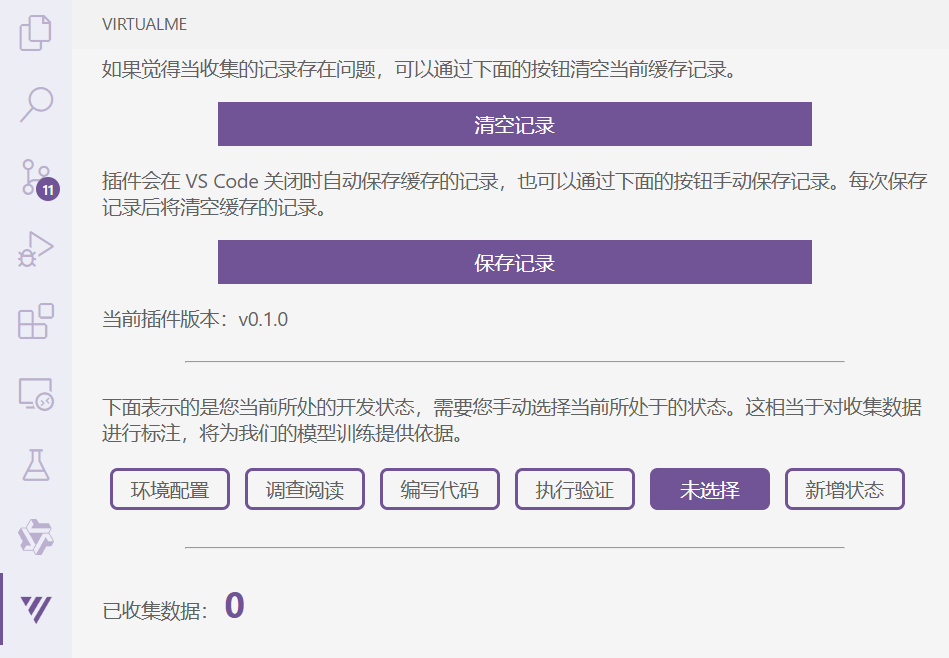 VIRTUALME
如果觉得当收集的记录存在问题，可以通过下面的按钮清空当前缓存记录。
清空记录
插件会在 VS Code 关闭时自动保存缓存的记录，也可以通过下面的按钮手动保存记录。每次保存
记录后将清空缓存的记录。
11
保存记录
当前插件版本：v0.1.0
下面表示的是您当前所处的开发状态，需要您手动选择当前所处于的状态。这相当于对收集数据
进行标注，将为我们的模型训练提供依据。
环境配置 调查阅读 编写代码 执行验证 未选择 新增状态
已收集数据： 0